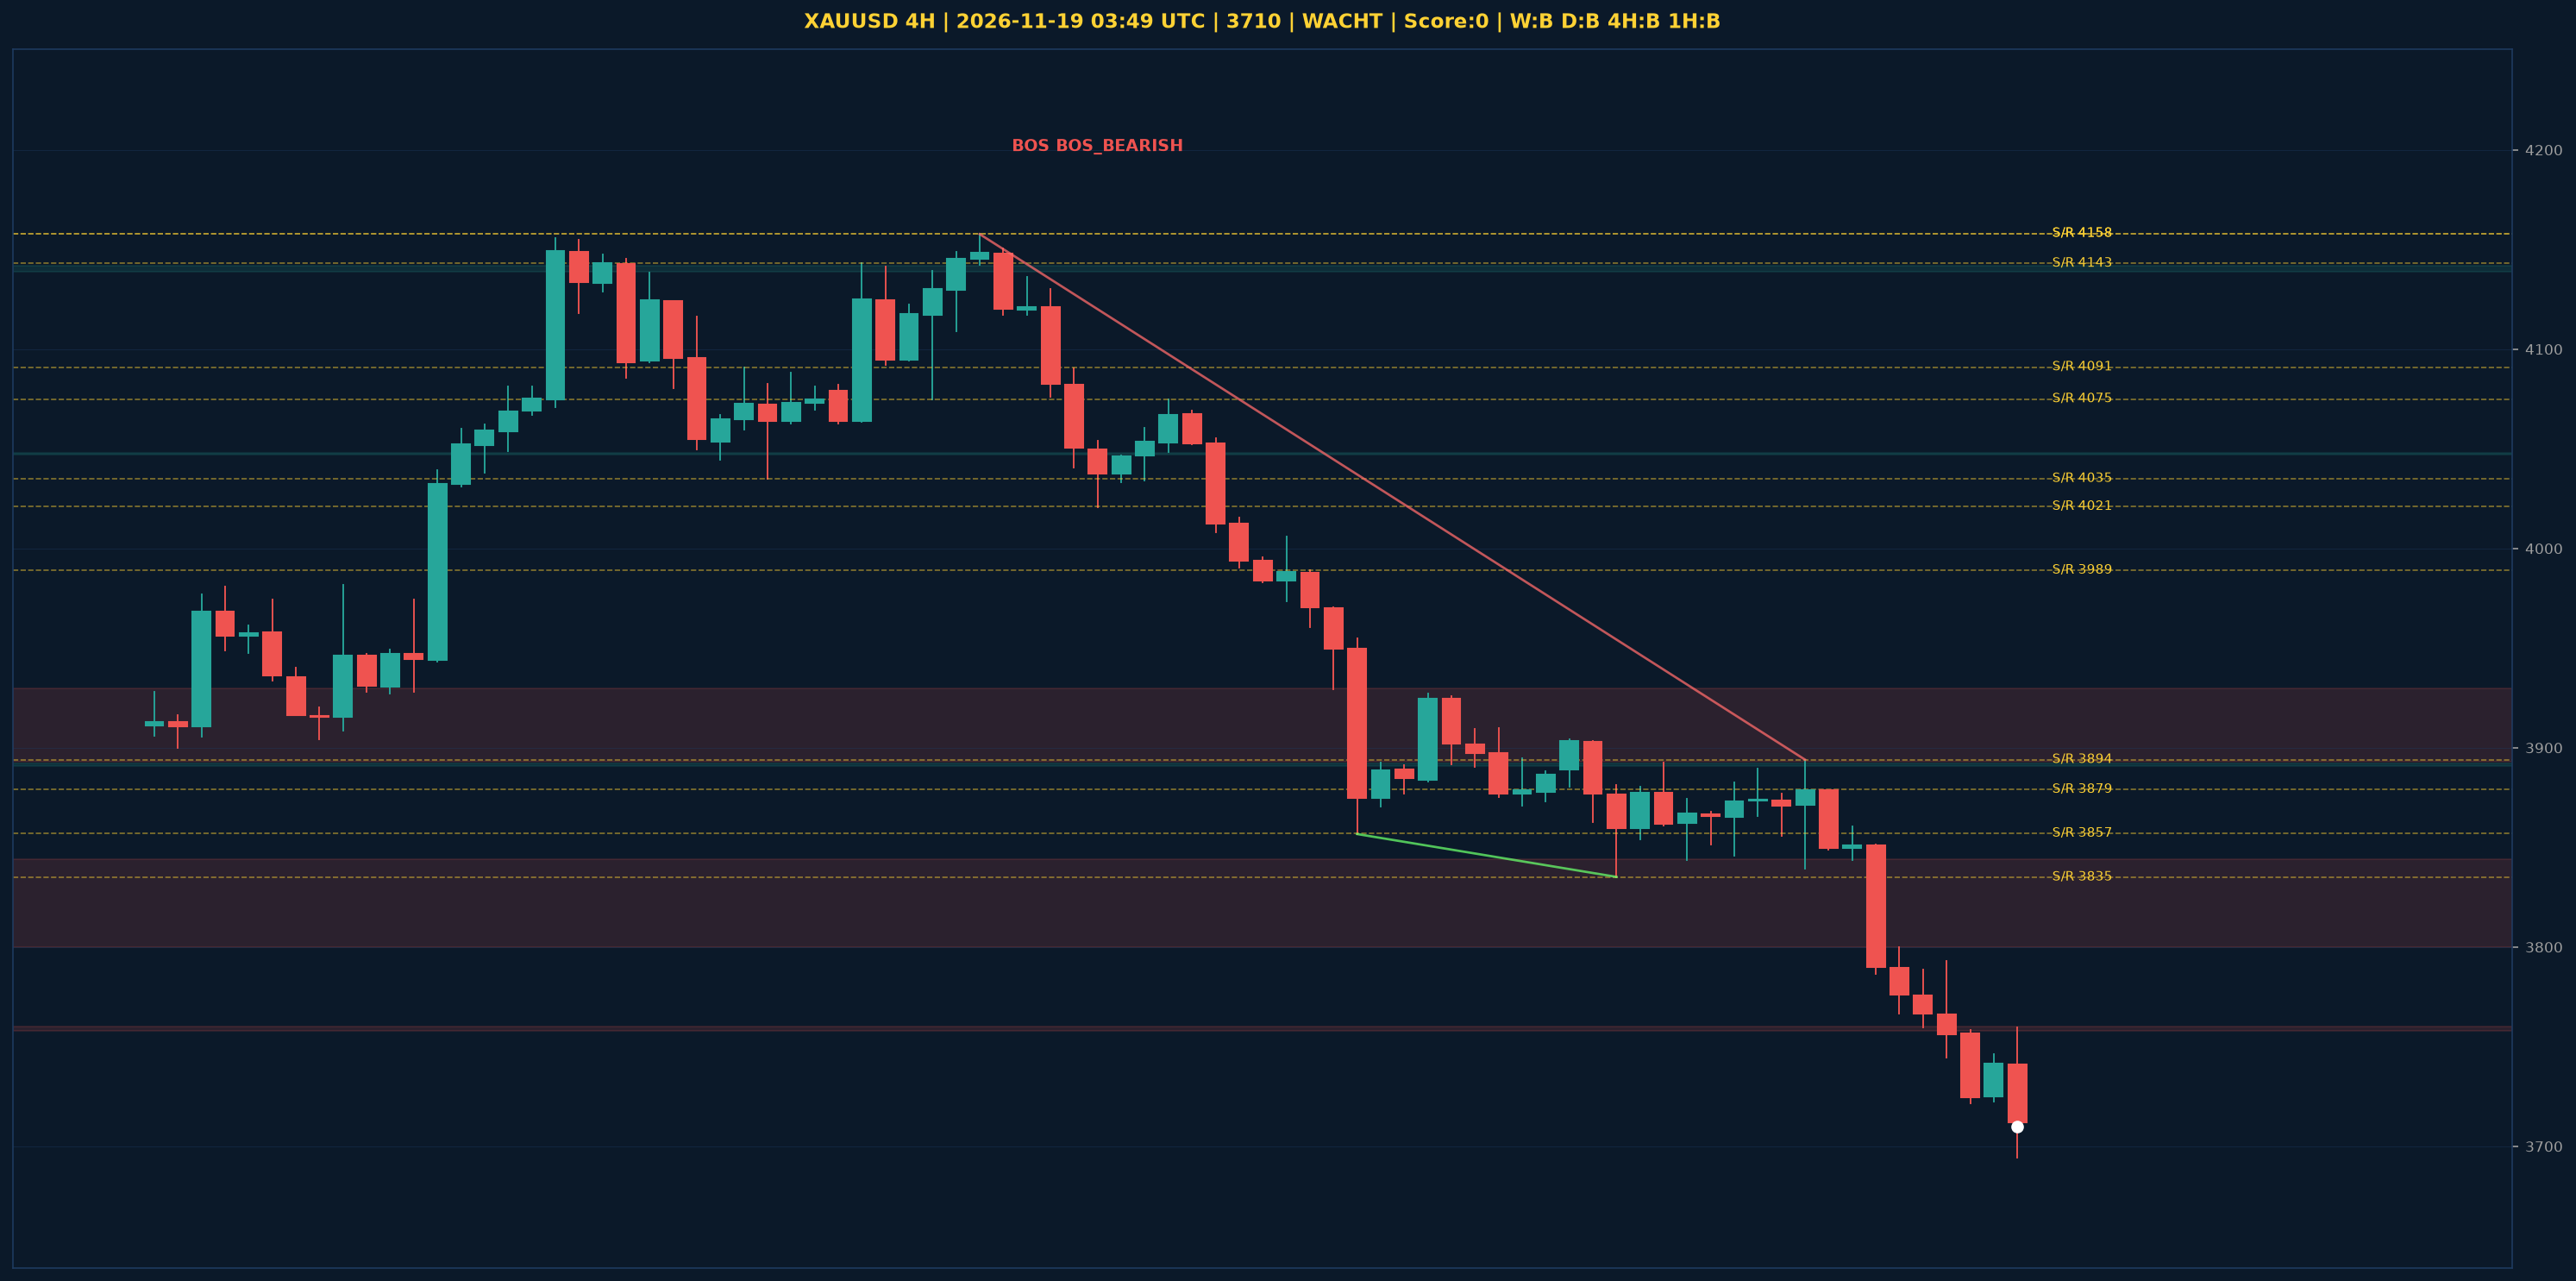 XAUUSD 4H | 2026-11-19 03:49 UTC | 3710 | WACHT | Score:0 | W:B D:B 4H:B 1H:B
BOS BOS_BEARISH
4200
S/R 4158
S/R 4143
4100
S/R 4091
S/R 4075
S/R 4035
S/R 4021
4000
S/R 3989
3900
S/R 3894
S/R 3879
S/R 3857
S/R 3835
3800
3700